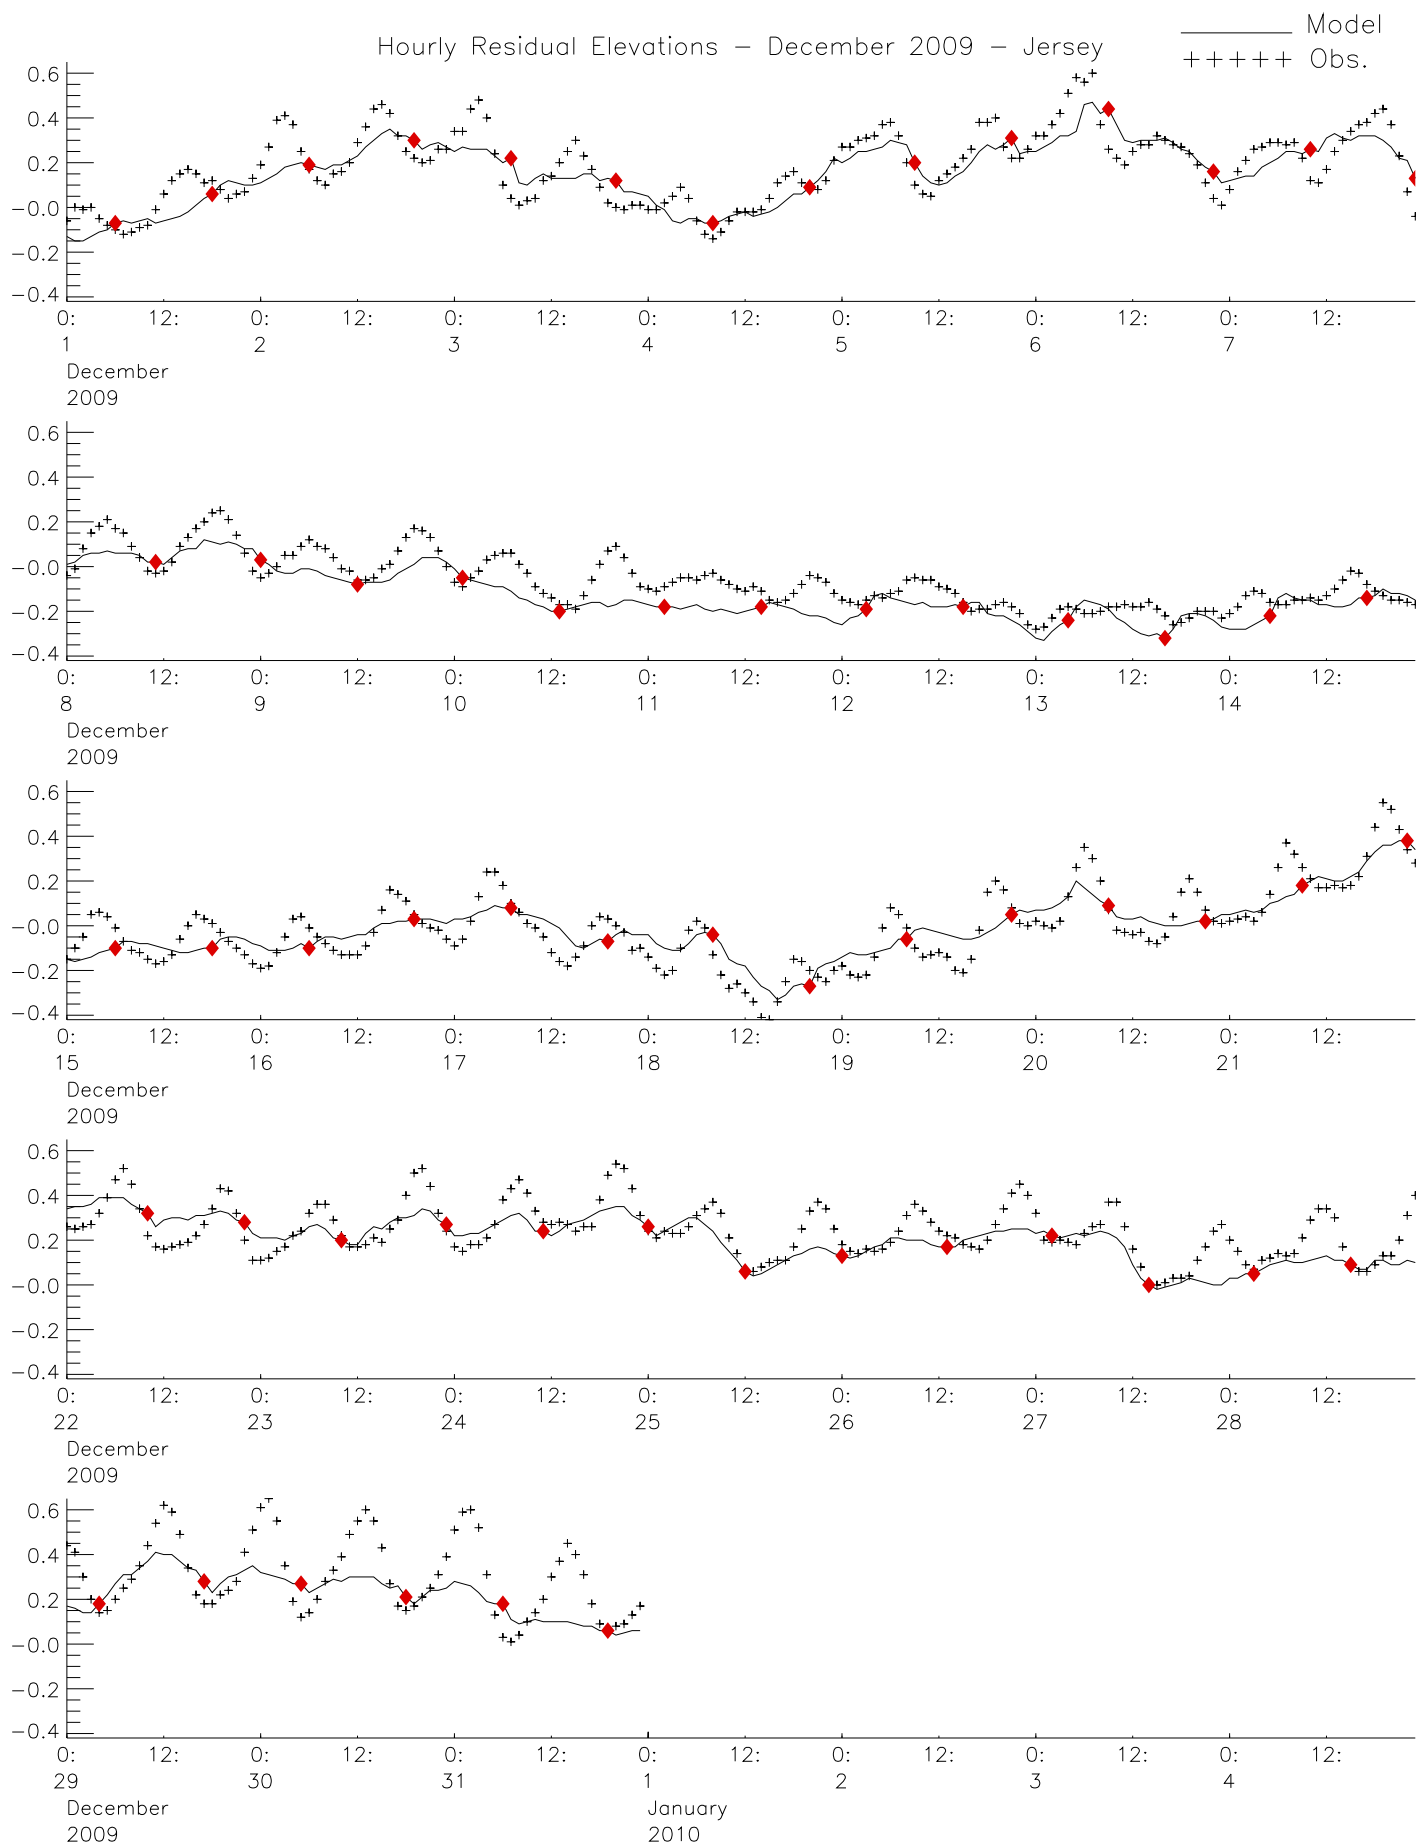 Hourly Residual Elevations – December 2009 – Jersey
Model
+++++ Obs.
0.6
0.4
0.2
−0.0
−0.2
−0.4
0: 12: 0: 12: 0: 12: 0: 12: 0: 12: 0: 12: 0: 12:
1 2 3 4 5 6 7
December
2009
0.6
0.4
0.2
−0.0
−0.2
−0.4
0: 12: 0: 12: 0: 12: 0: 12: 0: 12: 0: 12: 0: 12:
8 9 10 11 12 13 14
December
2009
0.6
0.4
0.2
−0.0
−0.2
−0.4
0: 12: 0: 12: 0: 12: 0: 12: 0: 12: 0: 12: 0: 12:
15 16 17 18 19 20 21
December
2009
0.6
0.4
0.2
−0.0
−0.2
−0.4
0: 12: 0: 12: 0: 12: 0: 12: 0: 12: 0: 12: 0: 12:
22 23 24 25 26 27 28
December
2009
0.6
0.4
0.2
−0.0
−0.2
−0.4
0: 12: 0: 12: 0: 12: 0: 12: 0: 12: 0: 12: 0: 12:
29 30 31 1 2 3 4
December January
2009 2010